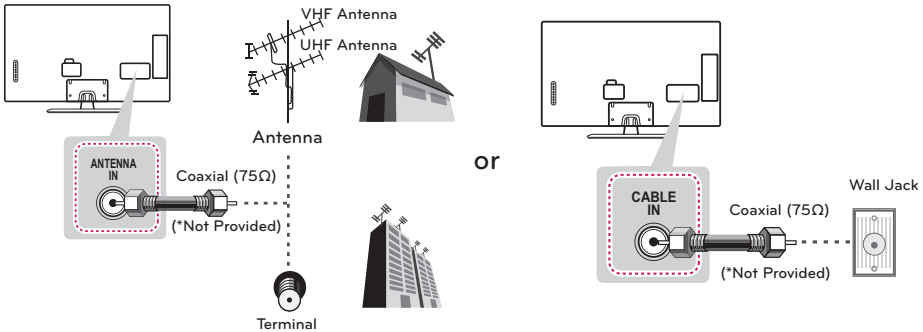 VHF Antenna
UHF Antenna
Antenna
ANTENNA
IN
Coaxial (75Ω)
(*Not Provided)
Terminal
or
CABLE
IN
Coaxial (75Ω)
(*Not Provided)
Wall Jack